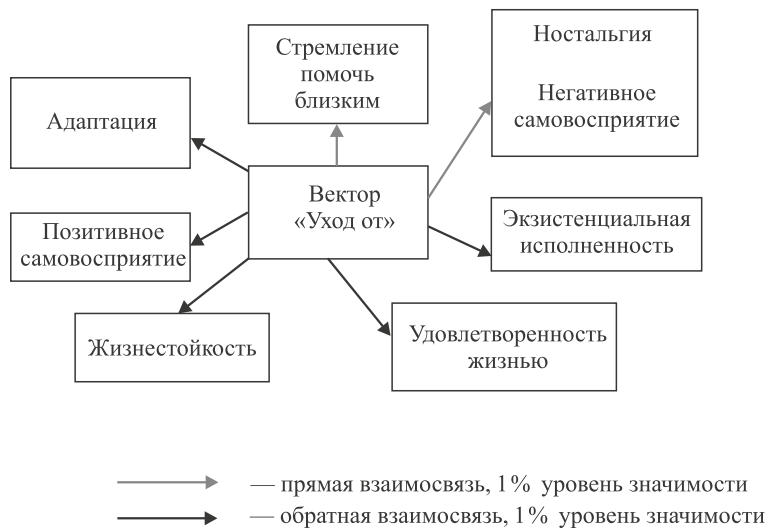 Стремление
помочь
близким
Ностальгия
Негативное
самовосприятие
Адаптация
Вектор
«Уход от»
Позитивное
самовосприятие
Экзистенциальная
исполненность
Жизнестойкость
Удовлетворенность
жизнью
— прямая взаимосвязь, 1% уровень значимости
— обратная взаимосвязь, 1% уровень значимости